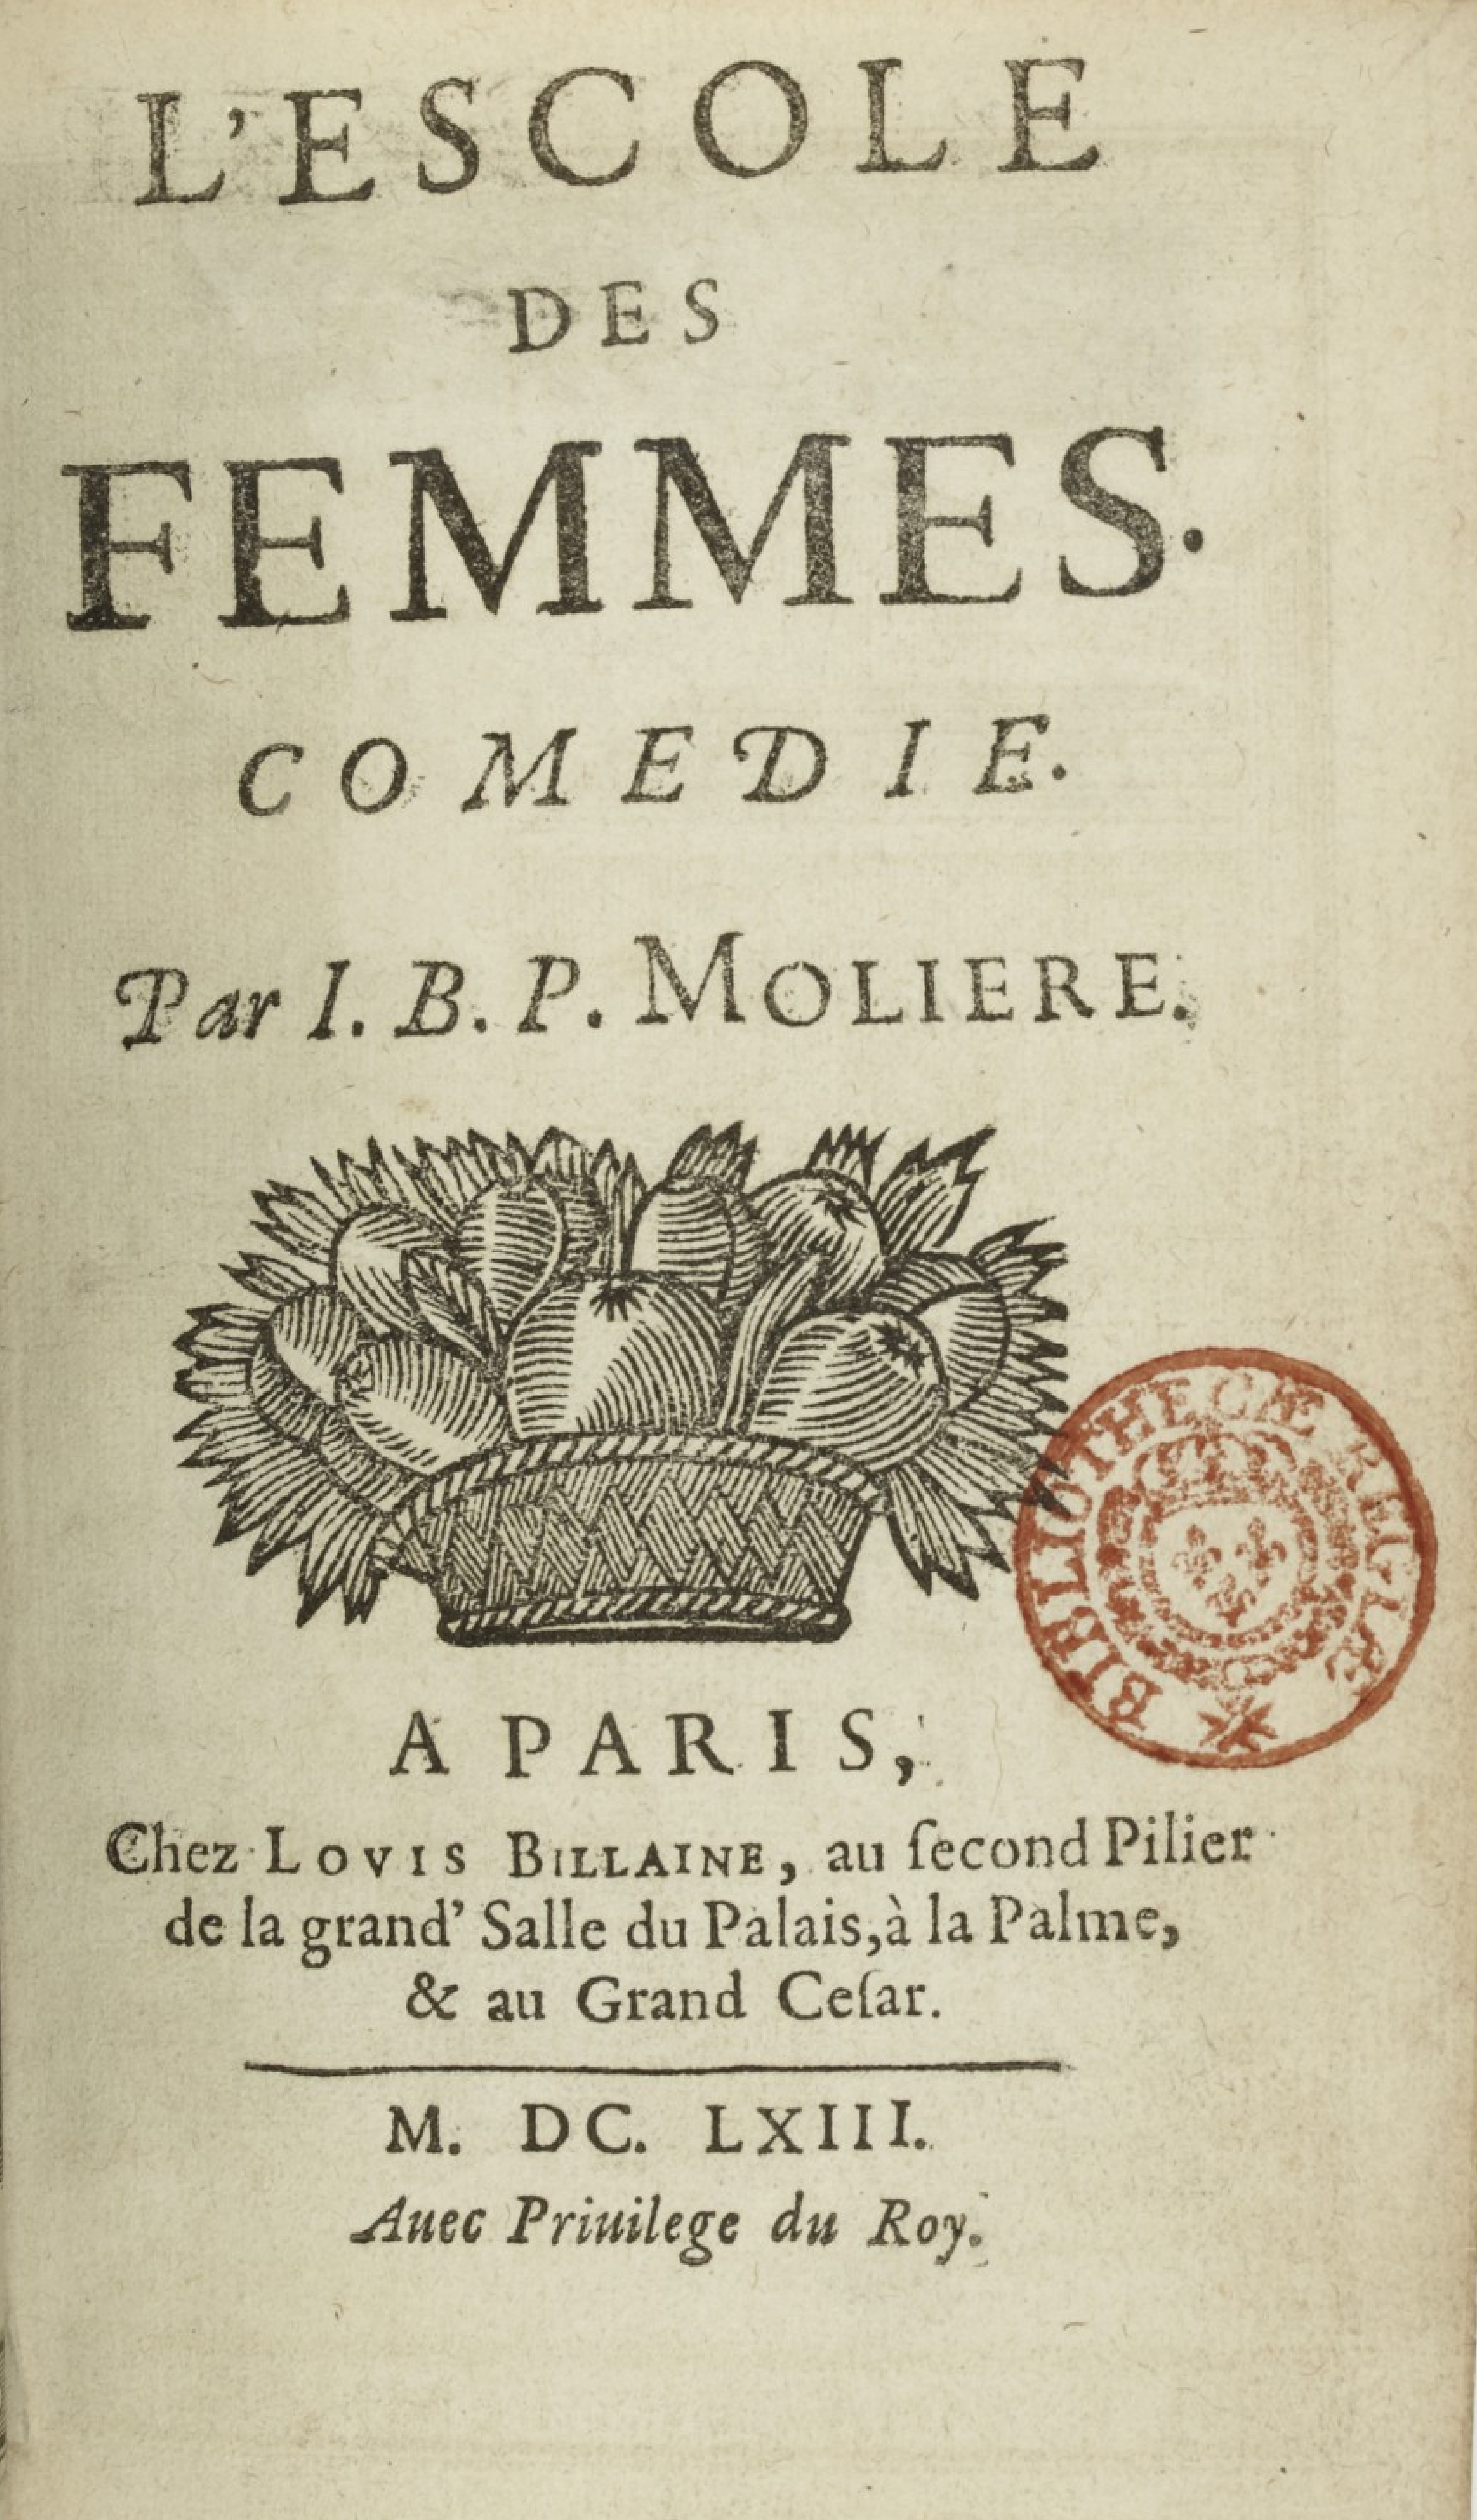 L'ESCOLE
DES
FEMMES.
COMEDIE.
Par I. B. P. MOLIERE.
BIBLIOTHECÆ REGIÆ
A PARIS,
Chez LOVIS BILLAINE, au ſecond Pilier
de la grand' Salle du Palais, à la Palme,
& au Grand Ceſar.
M. DC. LXIII.
Auec Priuilege du Roy.